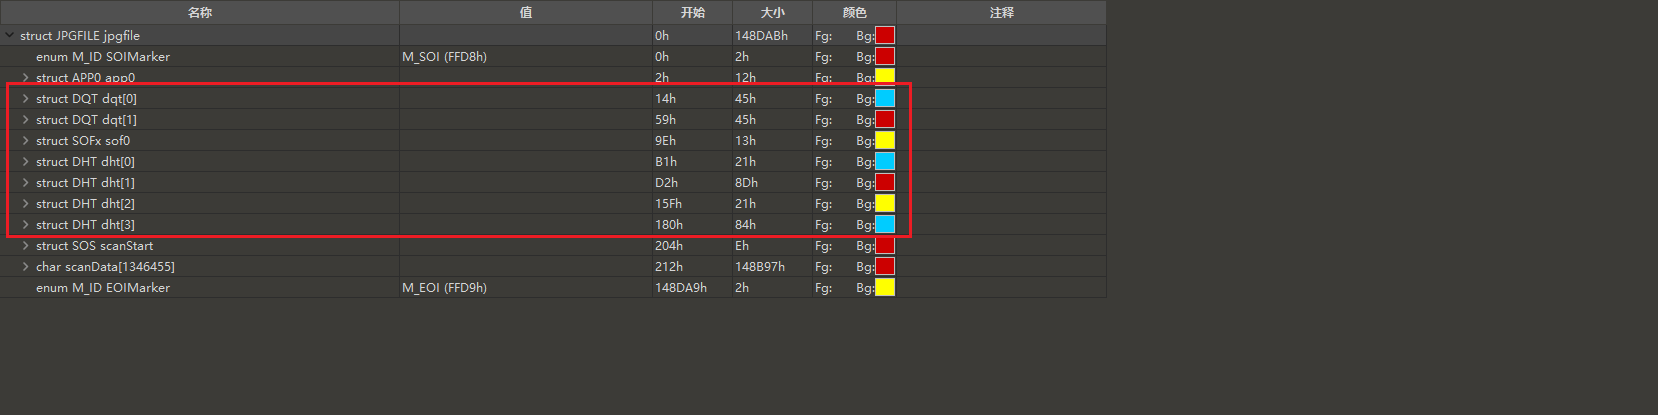 名称 值 开始 大小 颜色 注释
struct JPGFILE jpgfile 0h 148DABh Fg: Bg:
enum M_ID SOIMarker M_SOI (FFD8h) 0h 2h Fg: Bg:
struct APP0 app0 2h 12h Fg: Bg:
struct DQT dqt[0] 14h 45h Fg: Bg:
struct DQT dqt[1] 59h 45h Fg: Bg:
struct SOFx sof0 9Eh 13h Fg: Bg:
struct DHT dht[0] B1h 21h Fg: Bg:
struct DHT dht[1] D2h 8Dh Fg: Bg:
struct DHT dht[2] 15Fh 21h Fg: Bg:
struct DHT dht[3] 180h 84h Fg: Bg:
struct SOS scanStart 204h Eh Fg: Bg:
char scanData[1346455] 212h 148B97h Fg: Bg:
enum M_ID EOIMarker M_EOI (FFD9h) 148DA9h 2h Fg: Bg: